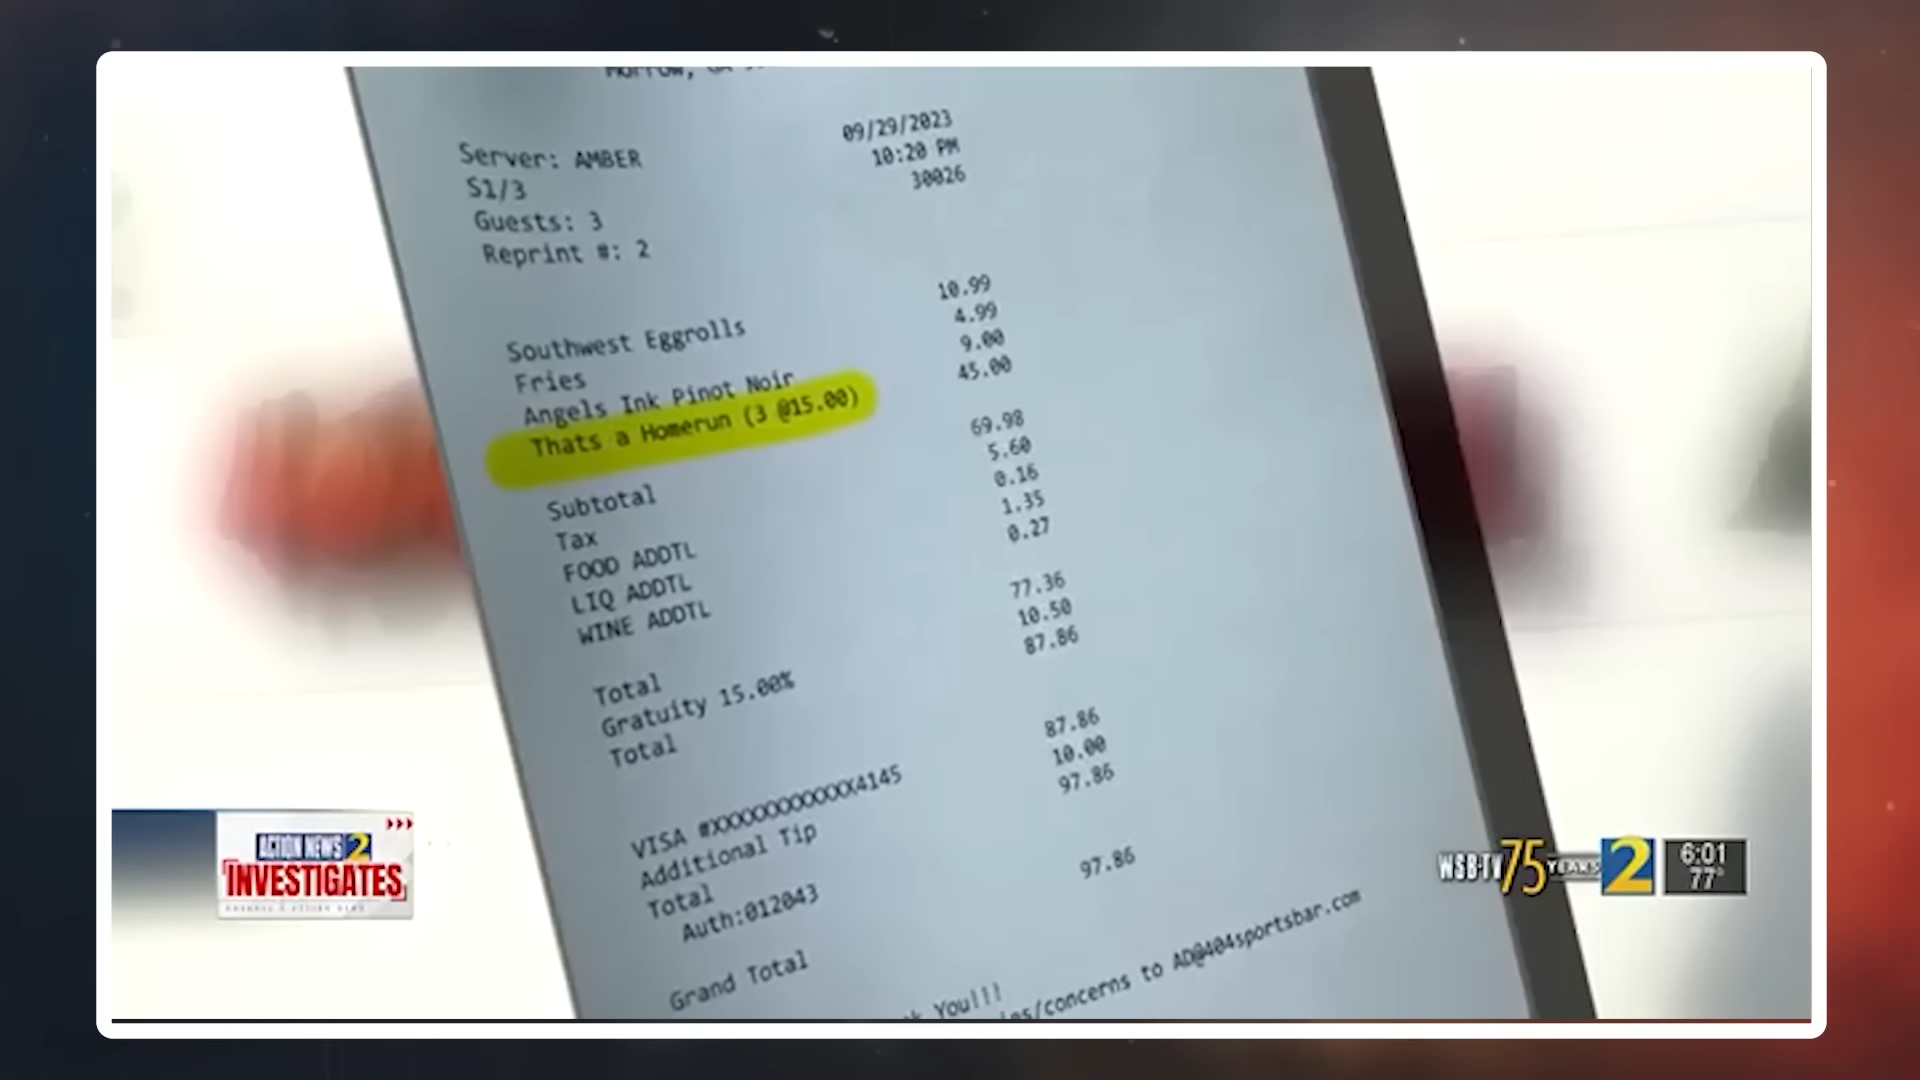 Morrow, GA
Server: AMBER 09/29/2023
S1/3 10:20 PM
Guests: 3 30026
Reprint #: 2
Southwest Eggrolls 10.99
Fries 4.99
Angels Ink Pinot Noir 9.00
Thats a Homerun (3 @15.00) 45.00
Subtotal 69.98
Tax 5.60
FOOD ADDTL 0.16
LIQ ADDTL 1.35
WINE ADDTL 0.27
Total 77.36
Gratuity 15.00% 10.50
Total 87.86
VISA #XXXXXXXXXXXX4145 87.86
Additional Tip 10.00
Total 97.86
Auth:012043
Grand Total 97.86
You!!!
/concerns to AD@404sportsbar.com
ACTION NEWS 2
INVESTIGATES
WSB-TV 75 YEARS 2 6:01
77°